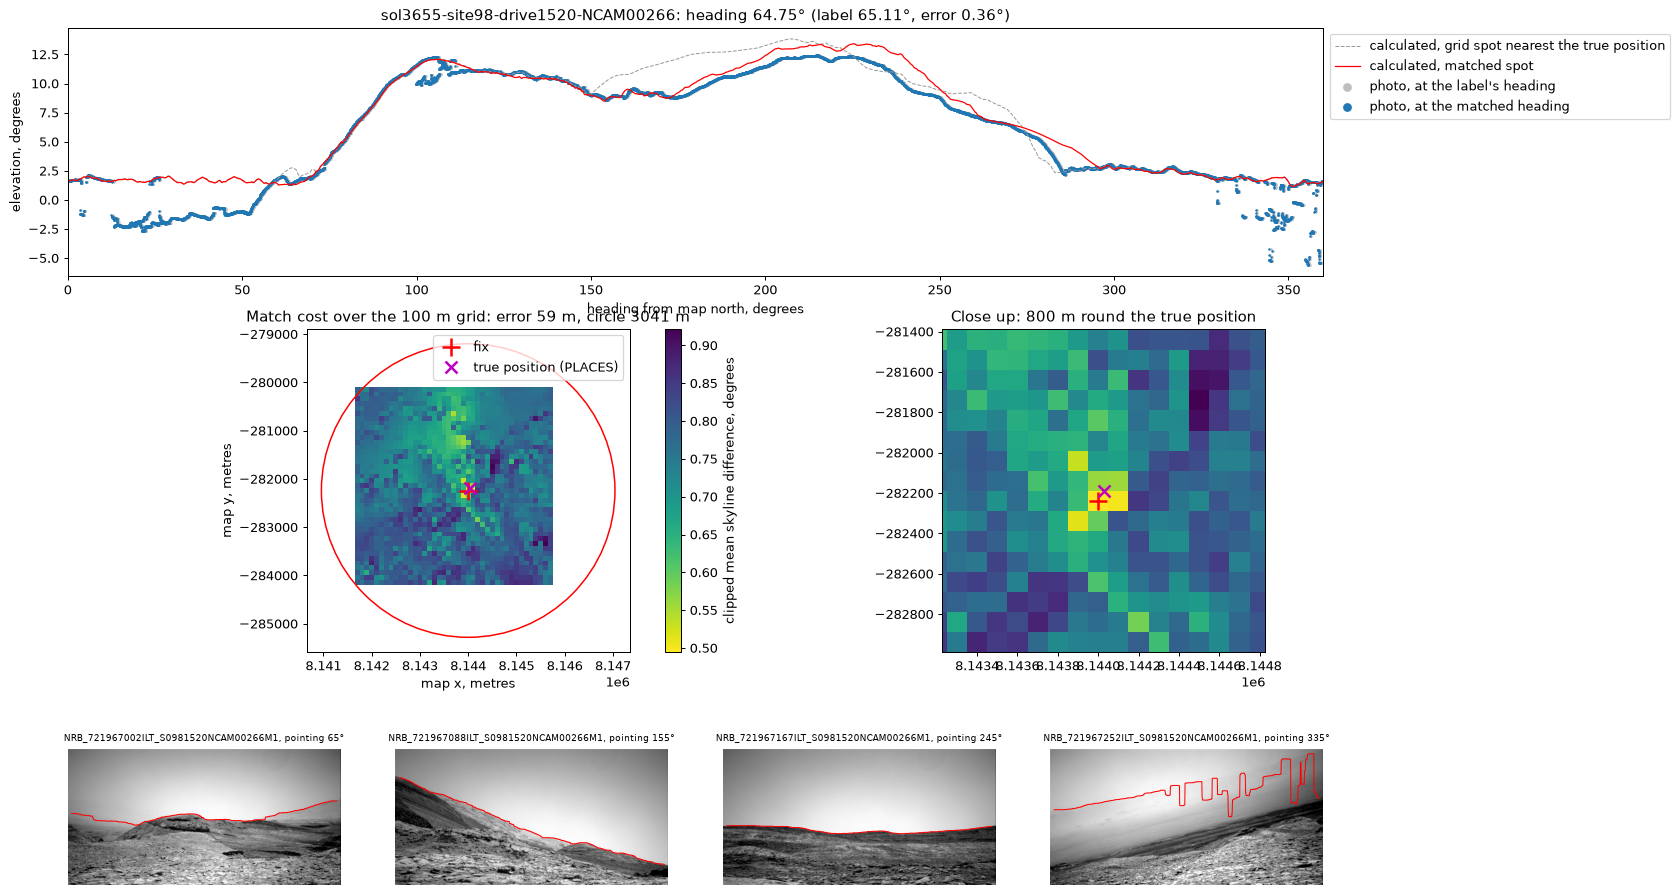 sol3655-site98-drive1520-NCAM00266: heading 64.75° (label 65.11°, error 0.36°)
elevation, degrees
12.5
10.0
7.5
5.0
2.5
0.0
−2.5
−5.0
0 50 100 150 200 250 300 350
heading from map north, degrees
calculated, grid spot nearest the true position
calculated, matched spot
photo, at the label's heading
photo, at the matched heading
Match cost over the 100 m grid: error 59 m, circle 3041 m
fix
true position (PLACES)
map y, metres
−279000
−280000
−281000
−282000
−283000
−284000
−285000
8.141 8.142 8.143 8.144 8.145 8.146 8.147
1e6
map x, metres
0.90
0.85
0.80
0.75
0.70
0.65
0.60
0.55
0.50
clipped mean skyline difference, degrees
Close up: 800 m round the true position
−281400
−281600
−281800
−282000
−282200
−282400
−282600
−282800
8.1434 8.1436 8.1438 8.1440 8.1442 8.1444 8.1446 8.1448
1e6
NRB_721967002ILT_S0981520NCAM00266M1, pointing 65°
NRB_721967088ILT_S0981520NCAM00266M1, pointing 155°
NRB_721967167ILT_S0981520NCAM00266M1, pointing 245°
NRB_721967252ILT_S0981520NCAM00266M1, pointing 335°